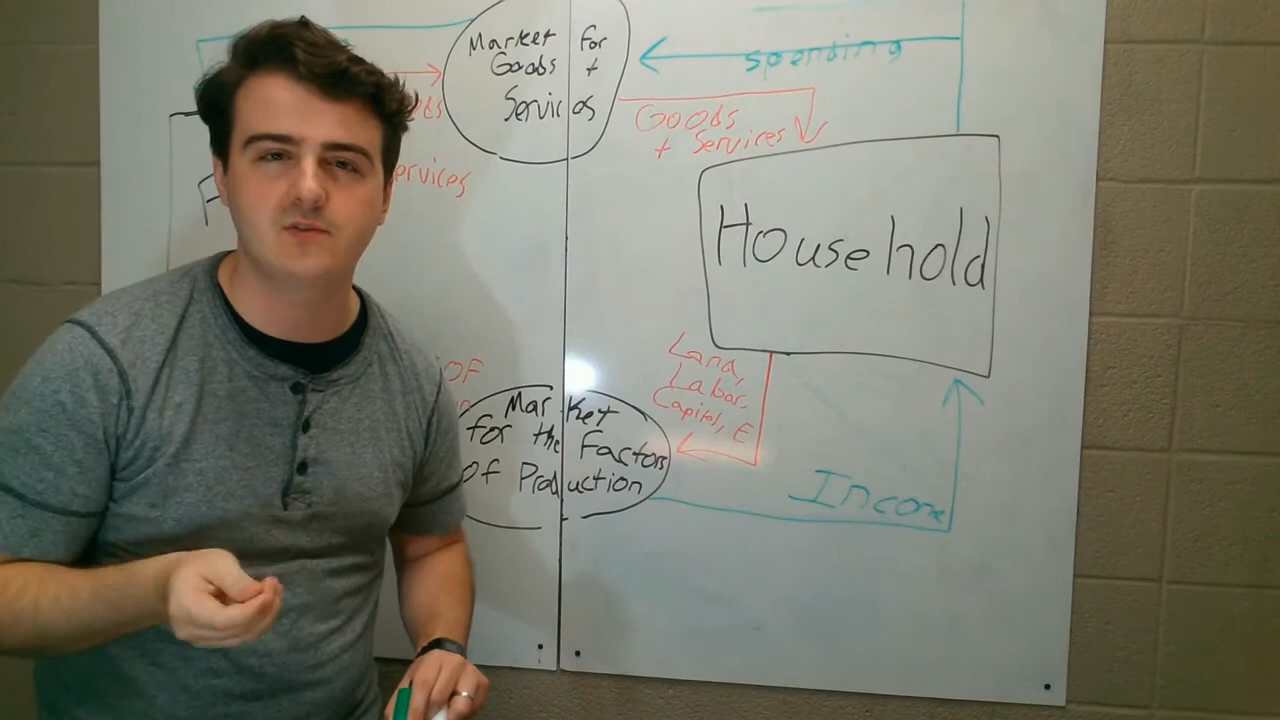 Market for
Goods +
Services
spending
Goods
+ Services
ervices
Household
OF
Land,
Labor,
Capital, E
Market
for the Factors
of Production
Income